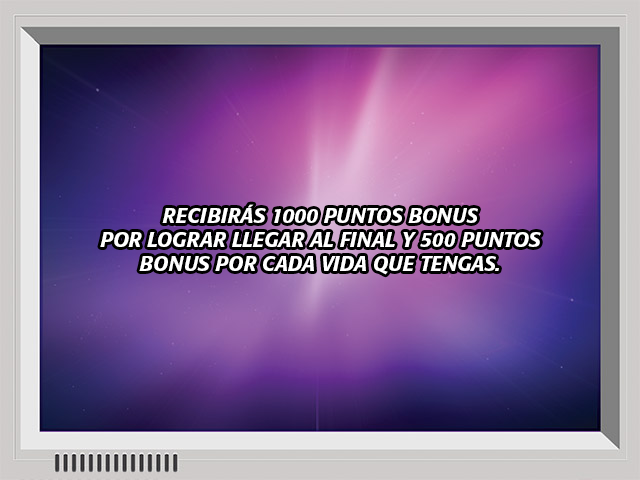 RECIBIRÁS 1000 PUNTOS BONUS
POR LOGRAR LLEGAR AL FINAL Y 500 PUNTOS
BONUS POR CADA VIDA QUE TENGAS.